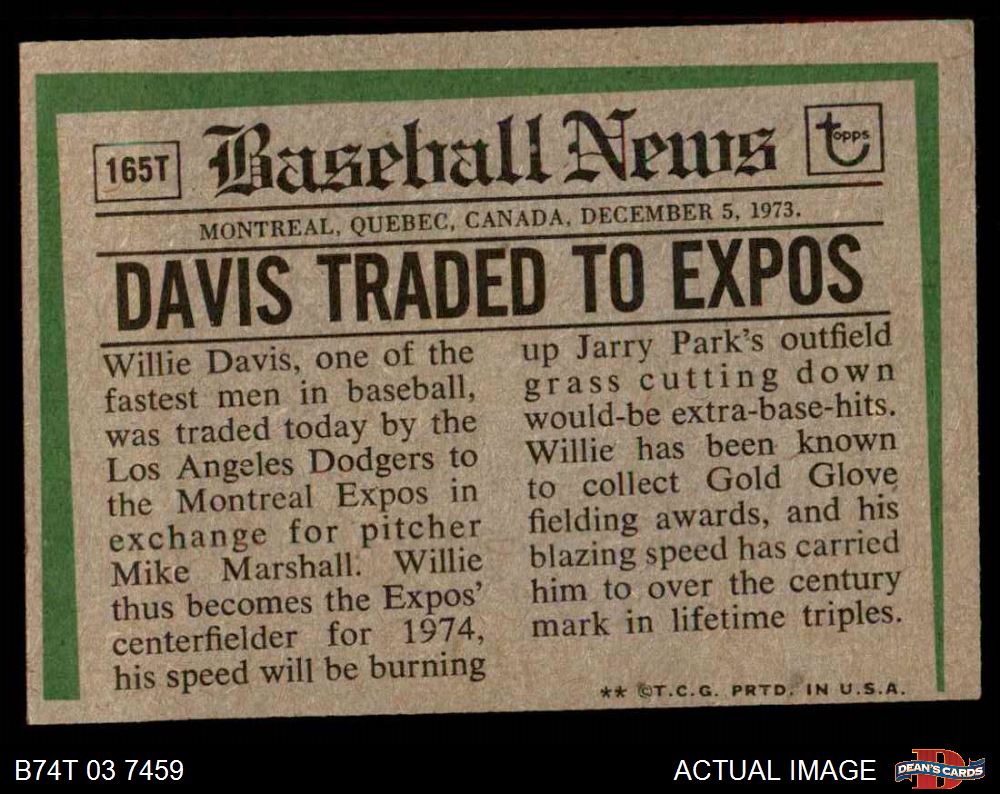 165T
Baseball News
topps
MONTREAL, QUEBEC, CANADA, DECEMBER 5, 1973.
DAVIS TRADED TO EXPOS
Willie Davis, one of the
fastest men in baseball,
was traded today by the
Los Angeles Dodgers to
the Montreal Expos in
exchange for pitcher
Mike Marshall. Willie
thus becomes the Expos'
centerfielder for 1974,
his speed will be burning
up Jarry Park's outfield
grass cutting down
would-be extra-base-hits.
Willie has been known
to collect Gold Glove
fielding awards, and his
blazing speed has carried
him to over the century
mark in lifetime triples.
** ©T.C.G. PRTD. IN U.S.A.
B74T 03 7459
ACTUAL IMAGE
DEAN'S CARDS